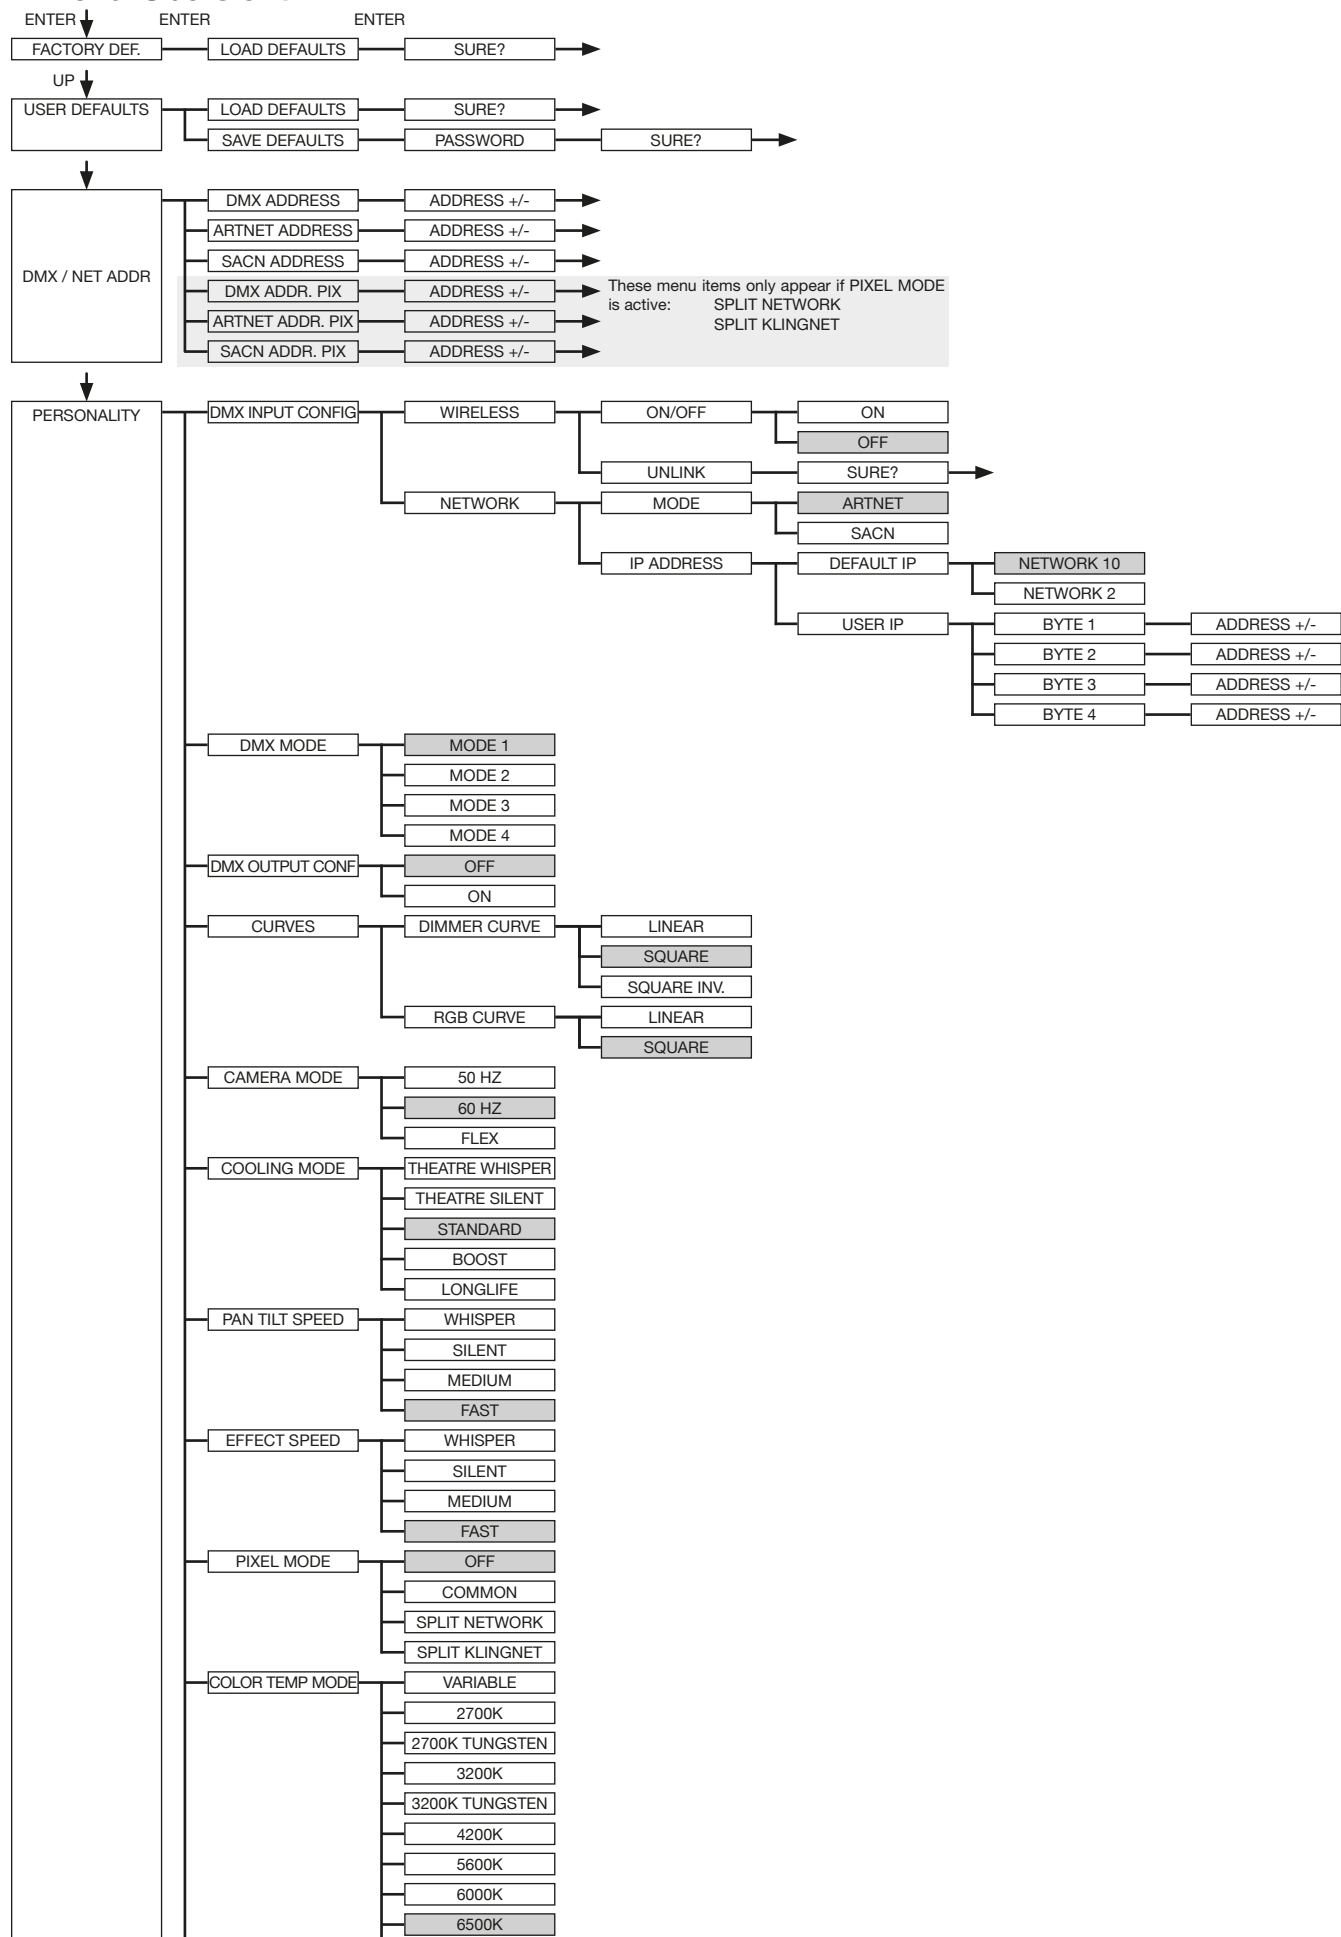 ENTER ENTER ENTER
FACTORY DEF. LOAD DEFAULTS SURE?
UP
USER DEFAULTS LOAD DEFAULTS SURE?
SAVE DEFAULTS PASSWORD SURE?
DMX / NET ADDR
DMX ADDRESS ADDRESS +/-
ARTNET ADDRESS ADDRESS +/-
SACN ADDRESS ADDRESS +/-
DMX ADDR. PIX ADDRESS +/-
ARTNET ADDR. PIX ADDRESS +/-
SACN ADDR. PIX ADDRESS +/-
These menu items only appear if PIXEL MODE
is active: SPLIT NETWORK
SPLIT KLINGNET
PERSONALITY DMX INPUT CONFIG WIRELESS ON/OFF ON
OFF
UNLINK SURE?
NETWORK MODE ARTNET
SACN
IP ADDRESS DEFAULT IP NETWORK 10
NETWORK 2
USER IP BYTE 1 ADDRESS +/-
BYTE 2 ADDRESS +/-
BYTE 3 ADDRESS +/-
BYTE 4 ADDRESS +/-
DMX MODE MODE 1
MODE 2
MODE 3
MODE 4
DMX OUTPUT CONF OFF
ON
CURVES DIMMER CURVE LINEAR
SQUARE
SQUARE INV.
RGB CURVE LINEAR
SQUARE
CAMERA MODE 50 HZ
60 HZ
FLEX
COOLING MODE THEATRE WHISPER
THEATRE SILENT
STANDARD
BOOST
LONGLIFE
PAN TILT SPEED WHISPER
SILENT
MEDIUM
FAST
EFFECT SPEED WHISPER
SILENT
MEDIUM
FAST
PIXEL MODE OFF
COMMON
SPLIT NETWORK
SPLIT KLINGNET
COLOR TEMP MODE VARIABLE
2700K
2700K TUNGSTEN
3200K
3200K TUNGSTEN
4200K
5600K
6000K
6500K